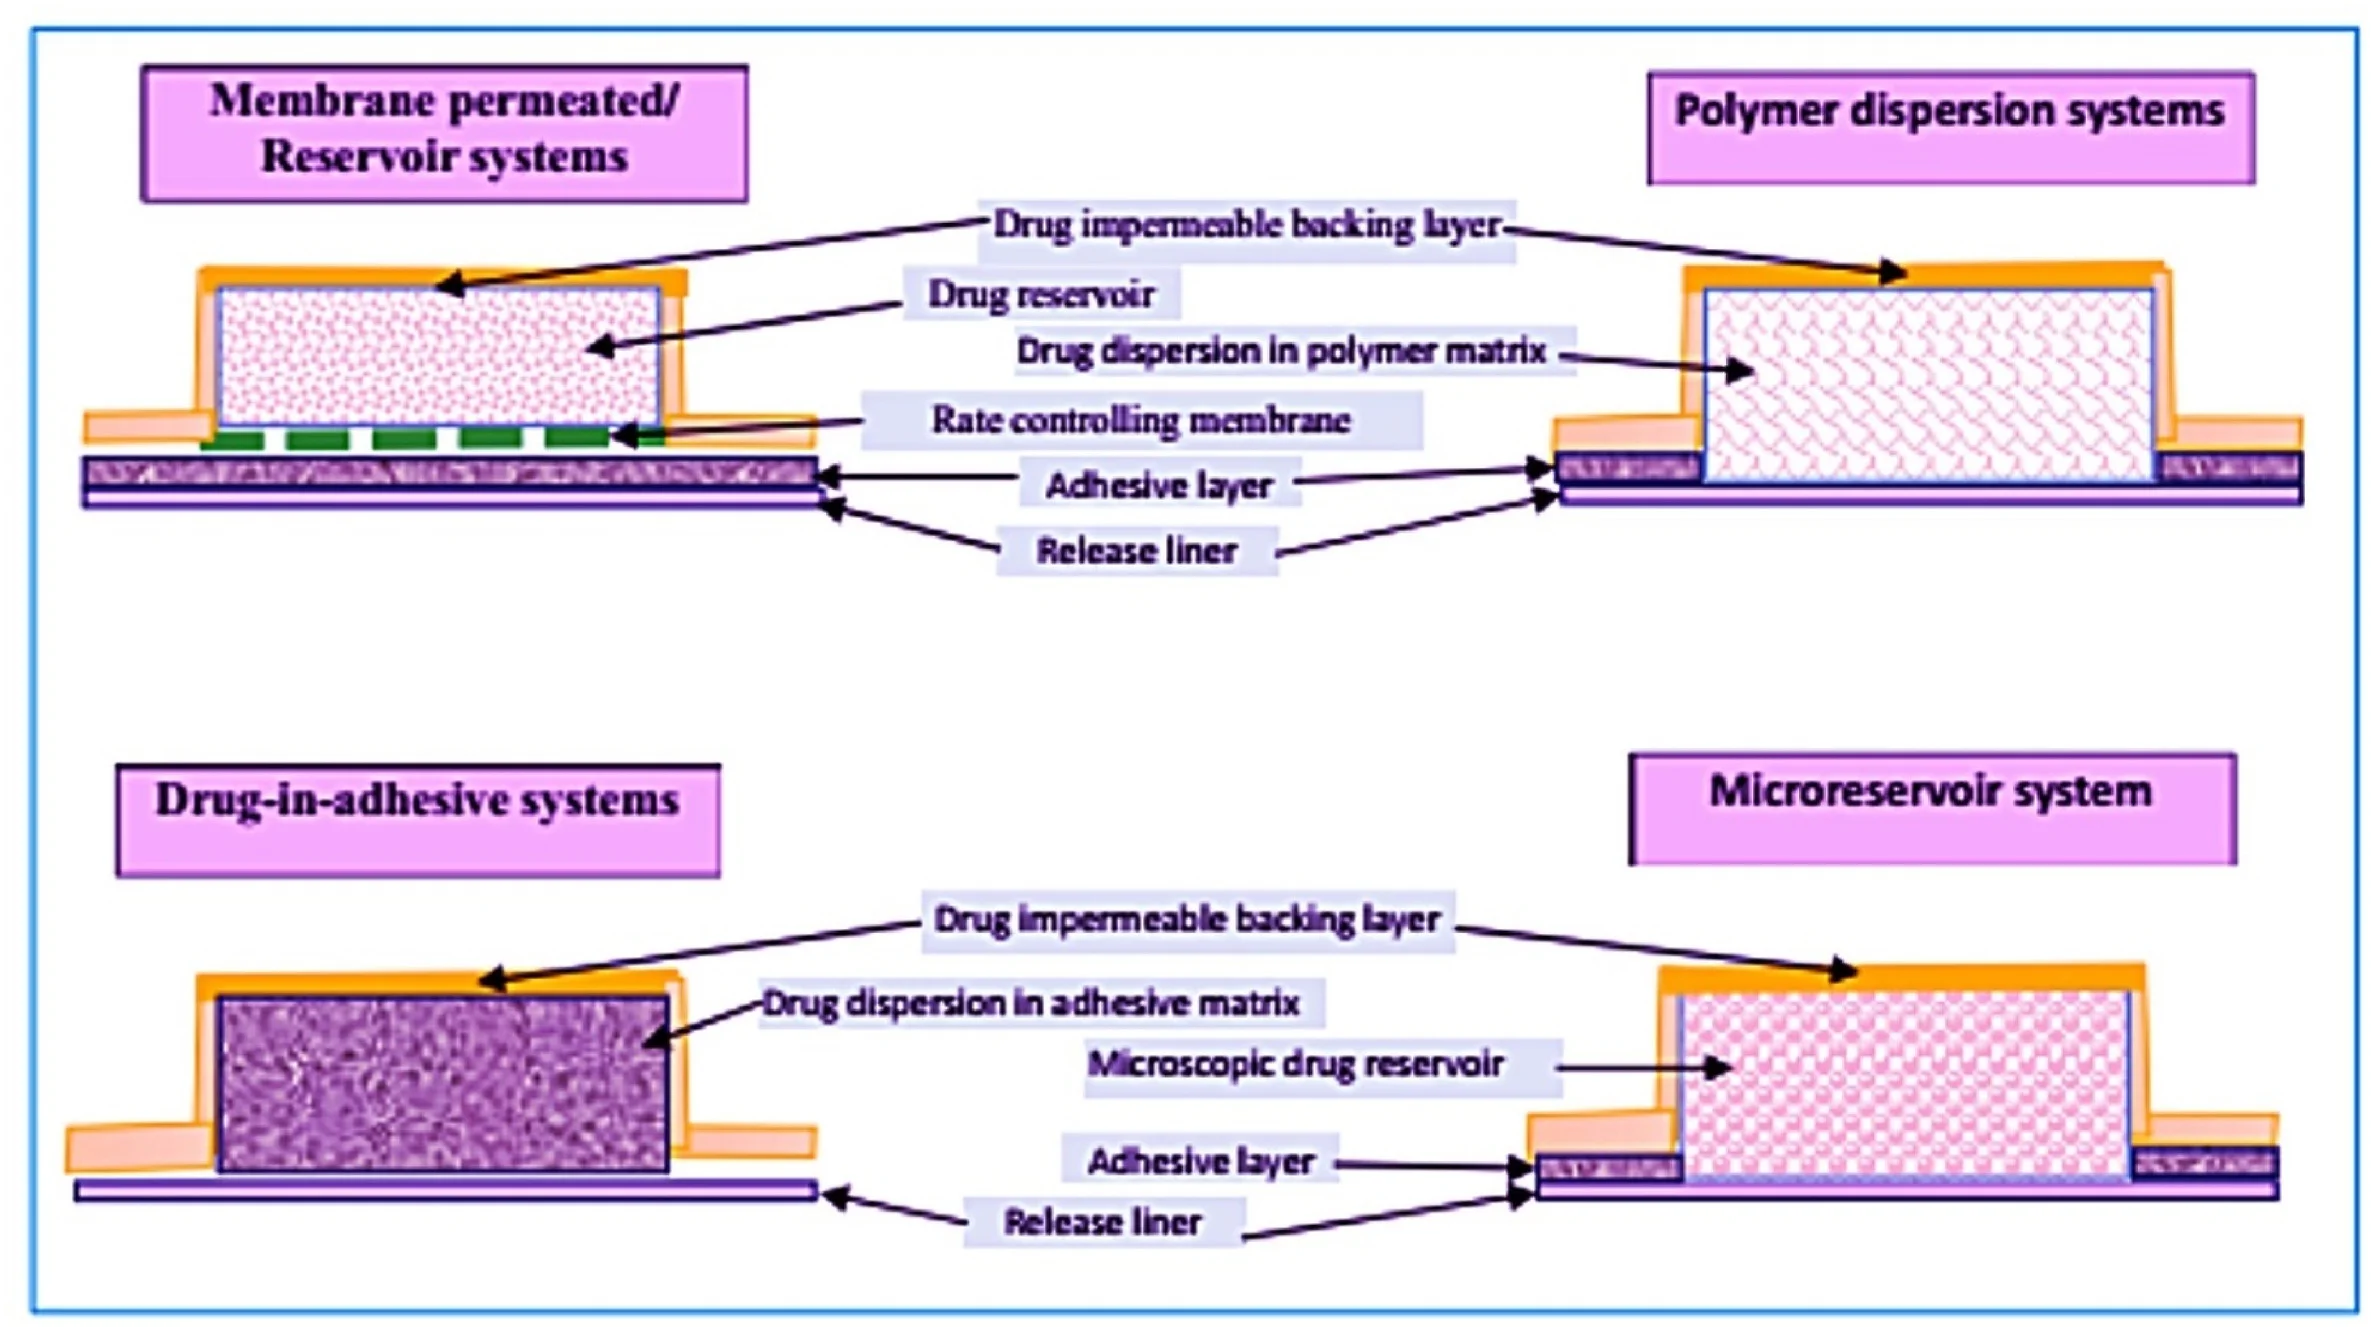 Membrane permeated/
Reservoir systems
Polymer dispersion systems
Drug impermeable backing layer
Drug reservoir
Drug dispersion in polymer matrix
Rate controlling membrane
Adhesive layer
Release liner
Drug-in-adhesive systems
Microreservoir system
Drug impermeable backing layer
Drug dispersion in adhesive matrix
Microscopic drug reservoir
Adhesive layer
Release liner